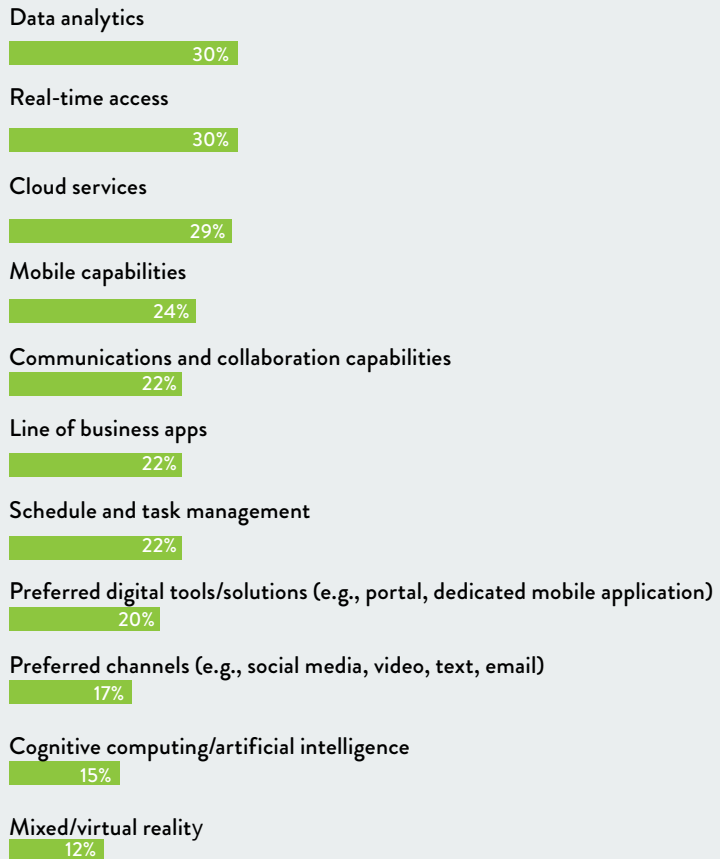 Data analytics
30%
Real-time access
30%
Cloud services
29%
Mobile capabilities
24%
Communications and collaboration capabilities
22%
Line of business apps
22%
Schedule and task management
22%
Preferred digital tools/solutions (e.g., portal, dedicated mobile application)
20%
Preferred channels (e.g., social media, video, text, email)
17%
Cognitive computing/artificial intelligence
15%
Mixed/virtual reality
12%